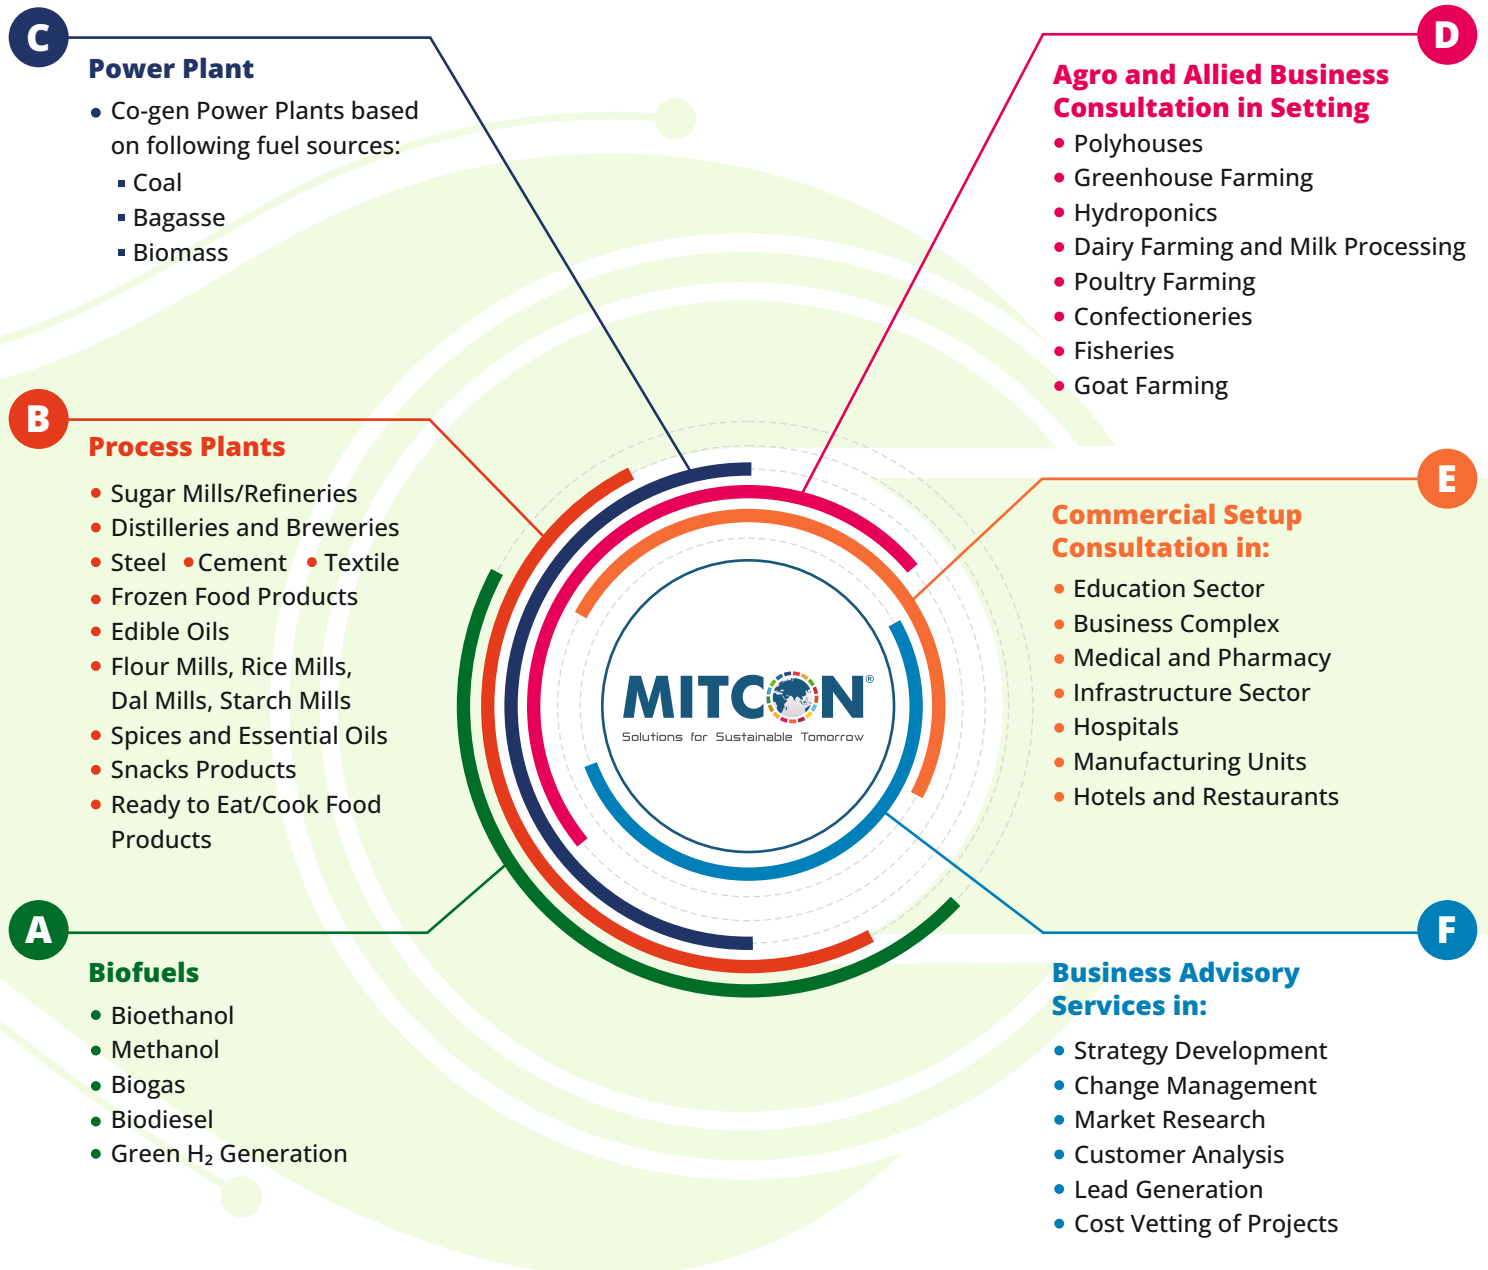 C
Power Plant
• Co-gen Power Plants based
on following fuel sources:
▪ Coal
▪ Bagasse
▪ Biomass
B
Process Plants
• Sugar Mills/Refineries
• Distilleries and Breweries
• Steel • Cement • Textile
• Frozen Food Products
• Edible Oils
• Flour Mills, Rice Mills,
Dal Mills, Starch Mills
• Spices and Essential Oils
• Snacks Products
• Ready to Eat/Cook Food
Products
A
Biofuels
• Bioethanol
• Methanol
• Biogas
• Biodiesel
• Green H₂ Generation
MITCON®
Solutions for Sustainable Tomorrow
D
Agro and Allied Business
Consultation in Setting
• Polyhouses
• Greenhouse Farming
• Hydroponics
• Dairy Farming and Milk Processing
• Poultry Farming
• Confectioneries
• Fisheries
• Goat Farming
E
Commercial Setup
Consultation in:
• Education Sector
• Business Complex
• Medical and Pharmacy
• Infrastructure Sector
• Hospitals
• Manufacturing Units
• Hotels and Restaurants
F
Business Advisory
Services in:
• Strategy Development
• Change Management
• Market Research
• Customer Analysis
• Lead Generation
• Cost Vetting of Projects